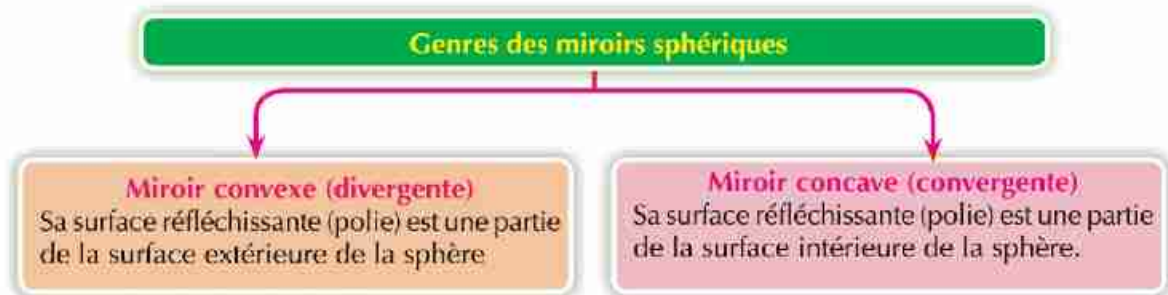 Genres des miroirs sphériques
Miroir convexe (divergente)
Sa surface réfléchissante (polie) est une partie
de la surface extérieure de la sphère
Miroir concave (convergente)
Sa surface réfléchissante (polie) est une partie
de la surface intérieure de la sphère.